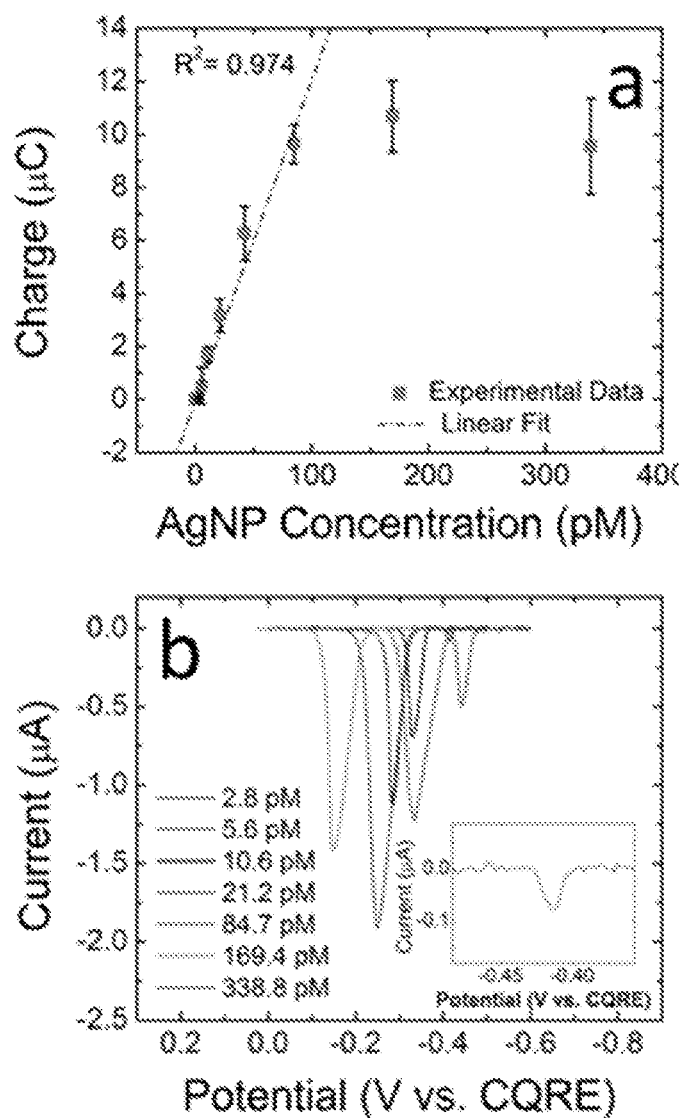 14
12
10
8
6
4
2
0
-2
Charge (μC)
R²= 0.974
a
Experimental Data
Linear Fit
0 100 200 300 400
AgNP Concentration (pM)
0.0
-0.5
-1.0
-1.5
-2.0
-2.5
Current (μA)
b
2.8 pM
5.6 pM
10.6 pM
21.2 pM
84.7 pM
169.4 pM
338.8 pM
Current (μA)
0.0
-0.1
-0.45 -0.40
Potential (V vs. CQRE)
0.2 0.0 -0.2 -0.4 -0.6 -0.8
Potential (V vs. CQRE)